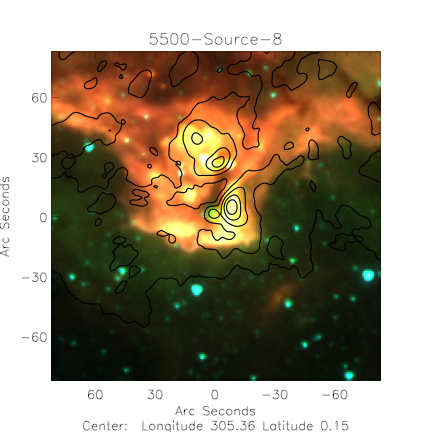 5500-Source-8
60
30
0
-30
-60
Arc Seconds
60 30 0 -30 -60
Arc Seconds
Center: Longitude 305.36 Latitude 0.15